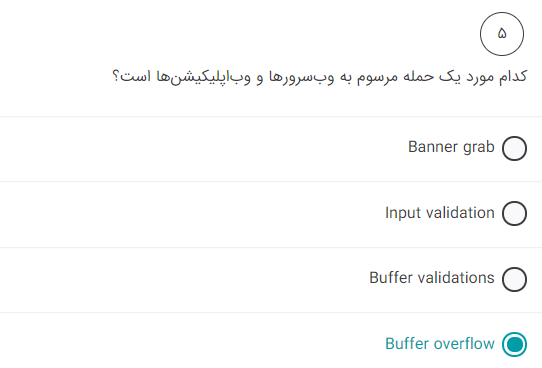 ۵
کدام مورد یک حمله مرسوم به وب‌سرورها و وب‌اپلیکیشن‌ها است؟
Banner grab
Input validation
Buffer validations
Buffer overflow